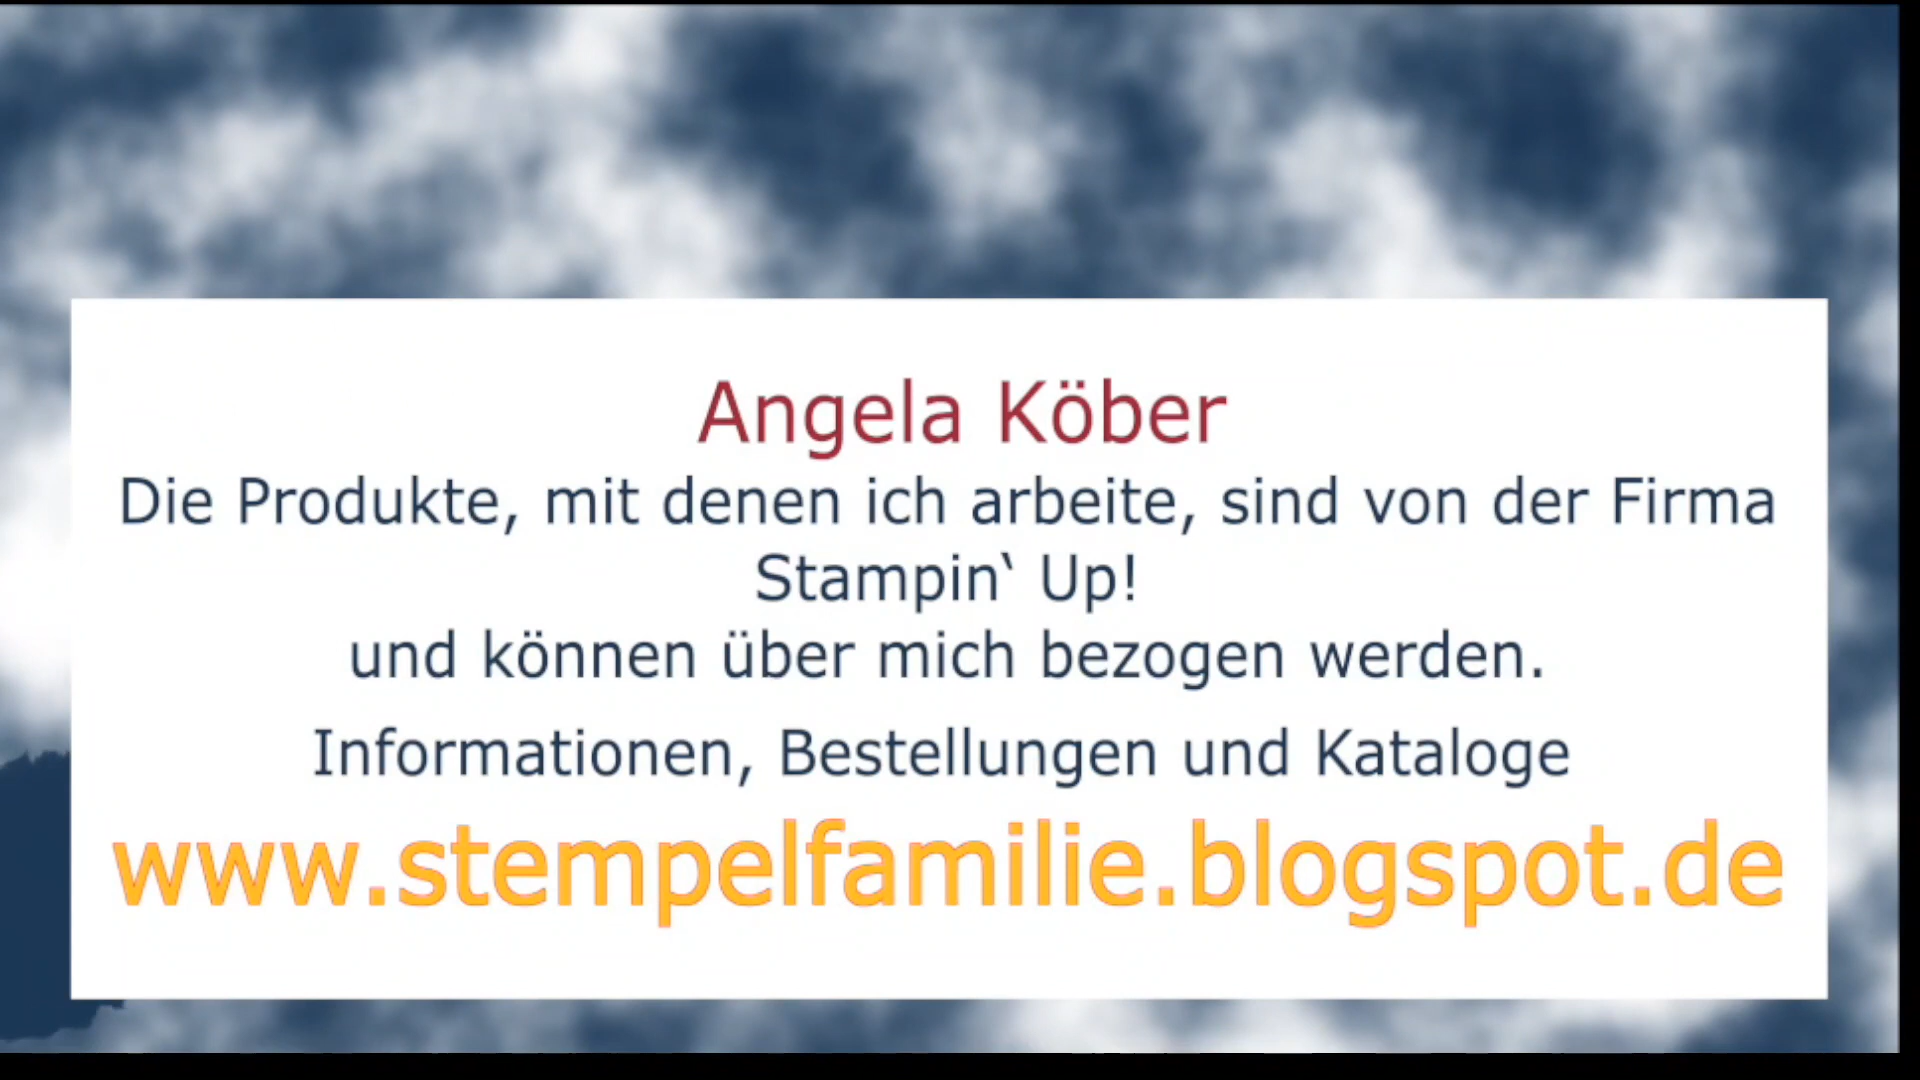 Angela Köber
Die Produkte, mit denen ich arbeite, sind von der Firma
Stampin‘ Up!
und können über mich bezogen werden.
Informationen, Bestellungen und Kataloge
www.stempelfamilie.blogspot.de